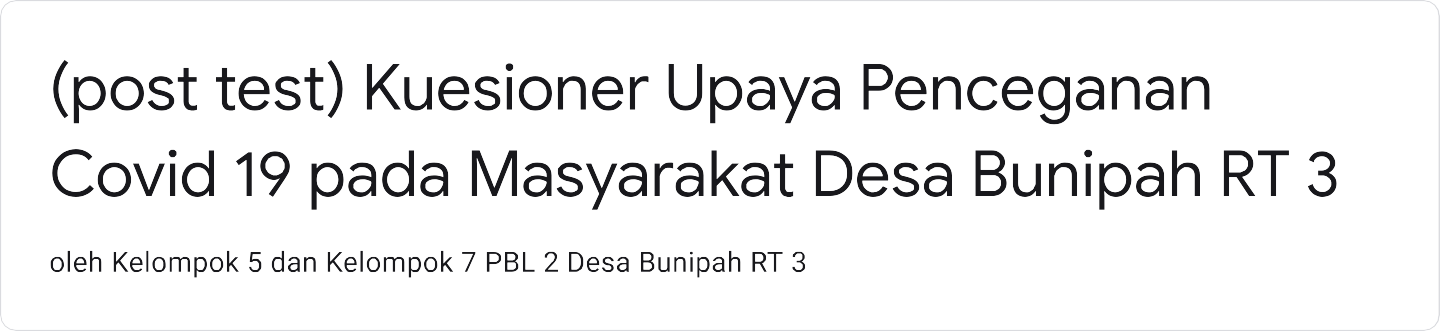 (post test) Kuesioner Upaya Penceganan
Covid 19 pada Masyarakat Desa Bunipah RT 3
oleh Kelompok 5 dan Kelompok 7 PBL 2 Desa Bunipah RT 3